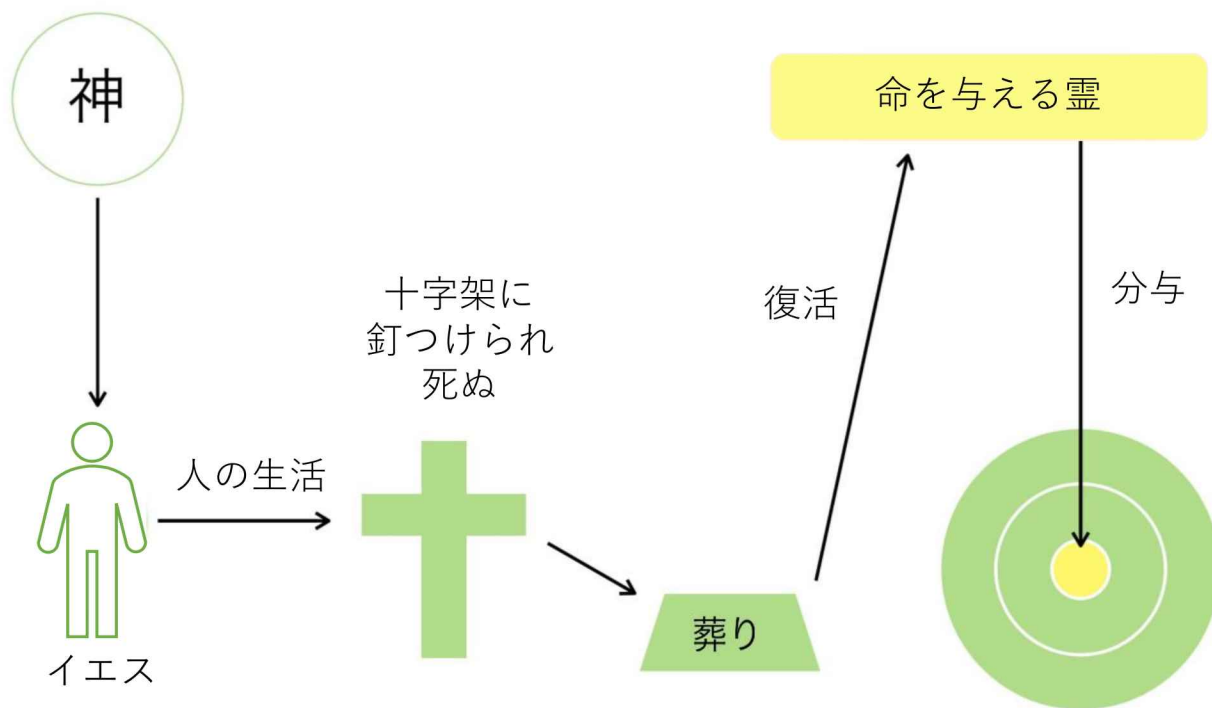 神
イエス
人の生活
十字架に
釘つけられ
死ぬ
葬り
復活
命を与える霊
分与